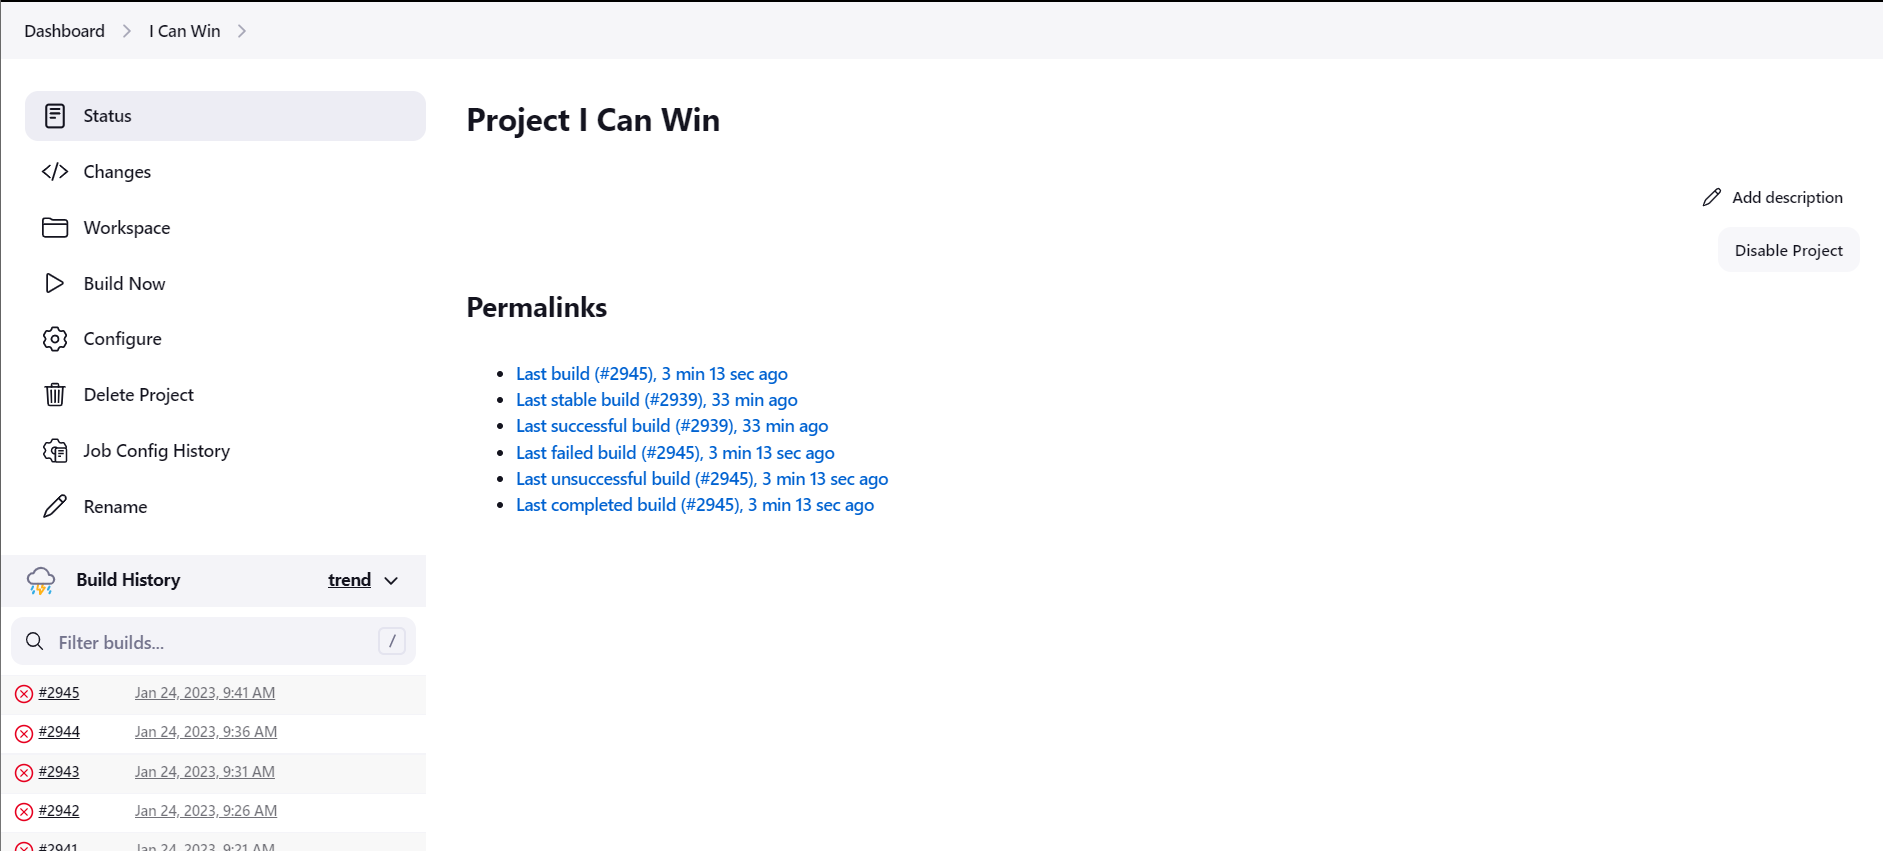 Dashboard
I Can Win
Status
Changes
Workspace
Build Now
Configure
Delete Project
Job Config History
Rename
Build History
trend
Filter builds...
/
#2945 Jan 24, 2023, 9:41 AM
#2944 Jan 24, 2023, 9:36 AM
#2943 Jan 24, 2023, 9:31 AM
#2942 Jan 24, 2023, 9:26 AM
#2941 Jan 24, 2023, 9:21 AM
Project I Can Win
Add description
Disable Project
Permalinks
Last build (#2945), 3 min 13 sec ago
Last stable build (#2939), 33 min ago
Last successful build (#2939), 33 min ago
Last failed build (#2945), 3 min 13 sec ago
Last unsuccessful build (#2945), 3 min 13 sec ago
Last completed build (#2945), 3 min 13 sec ago